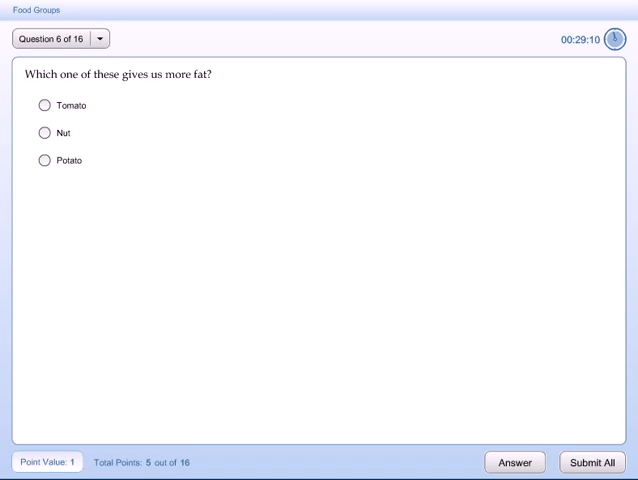 Food Groups
Question 6 of 16
00:29:10
Which one of these gives us more fat?
Tomato
Nut
Potato
Point Value: 1 Total Points: 5 out of 16 Answer Submit All